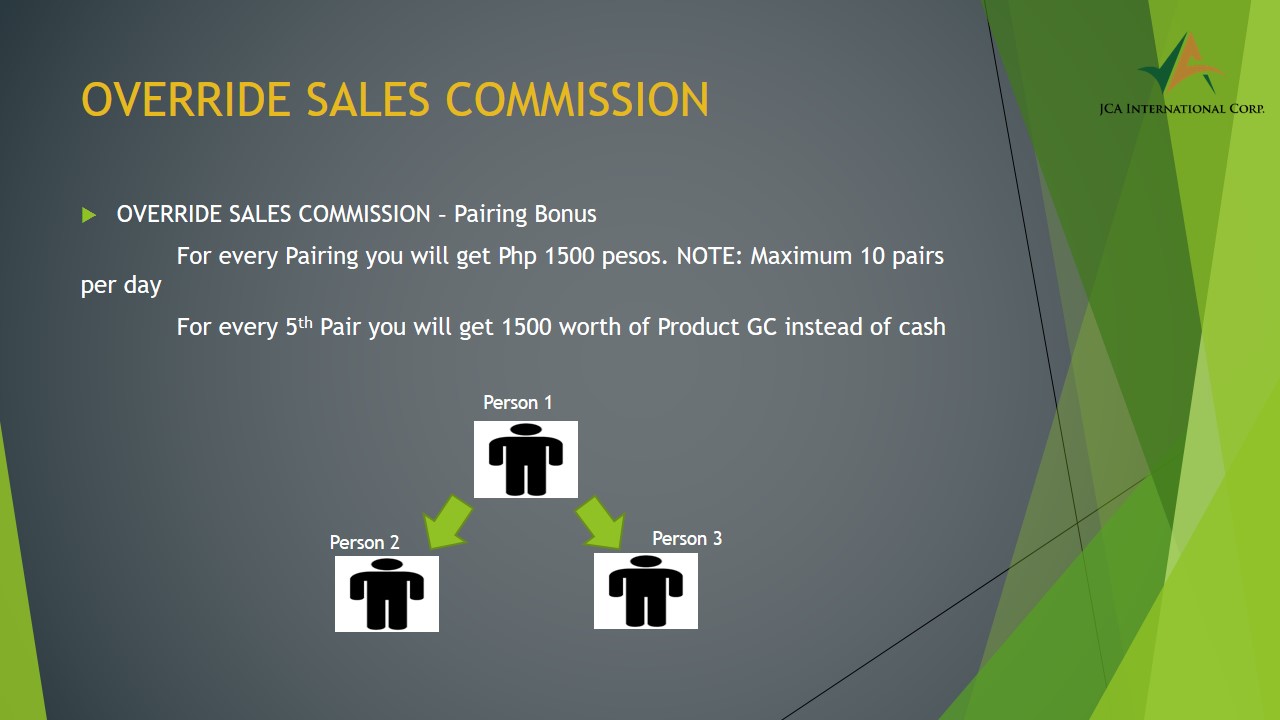 JCA International Corp.
OVERRIDE SALES COMMISSION
OVERRIDE SALES COMMISSION – Pairing Bonus
For every Pairing you will get Php 1500 pesos. NOTE: Maximum 10 pairs
per day
For every 5th Pair you will get 1500 worth of Product GC instead of cash
Person 1
Person 2
Person 3